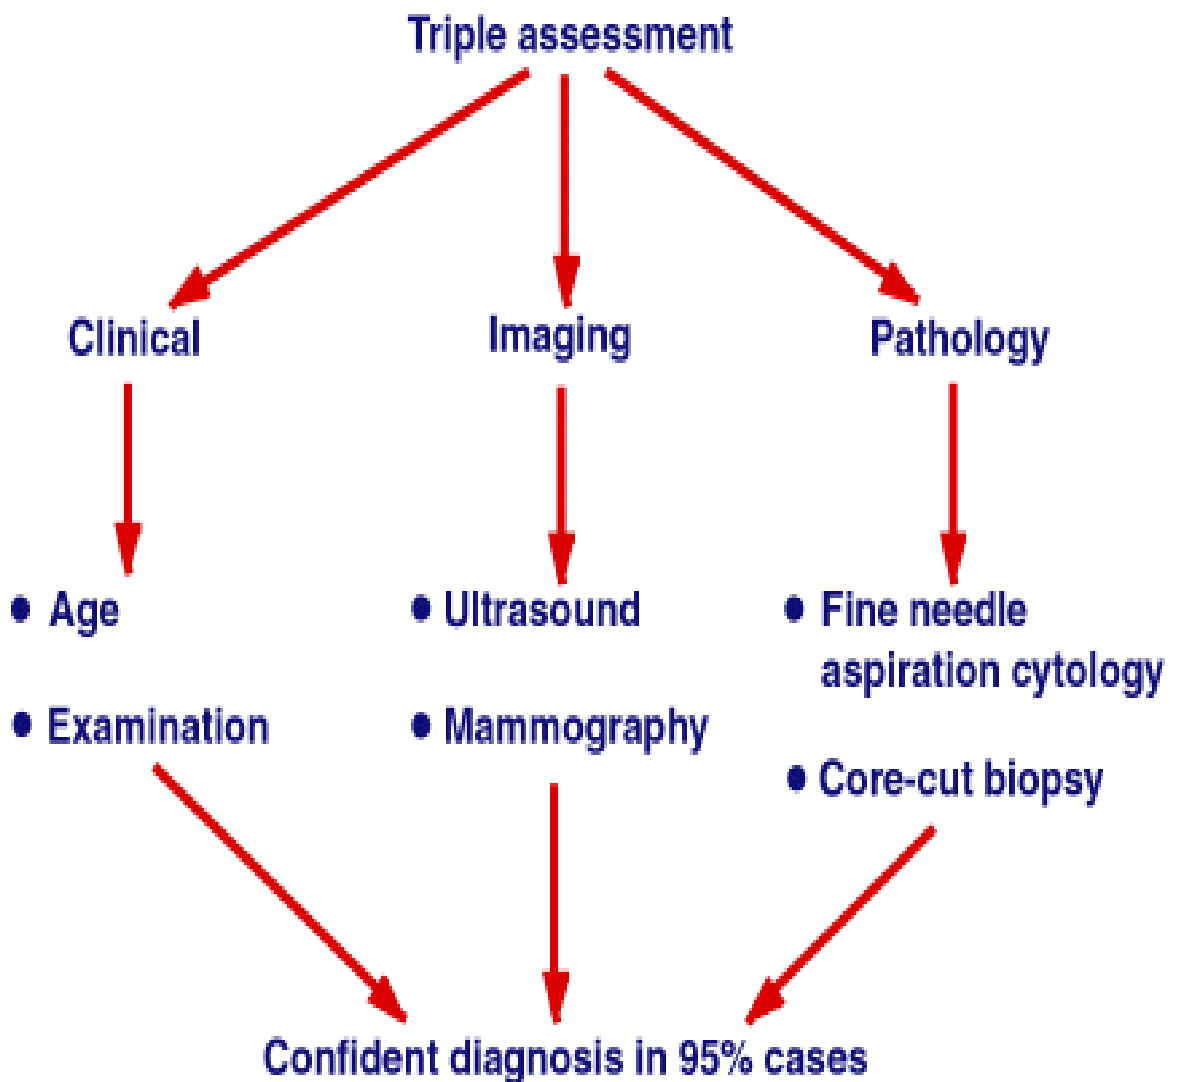 Triple assessment
Clinical
Imaging
Pathology
• Age
• Examination
• Ultrasound
• Mammography
• Fine needle
aspiration cytology
• Core-cut biopsy
Confident diagnosis in 95% cases